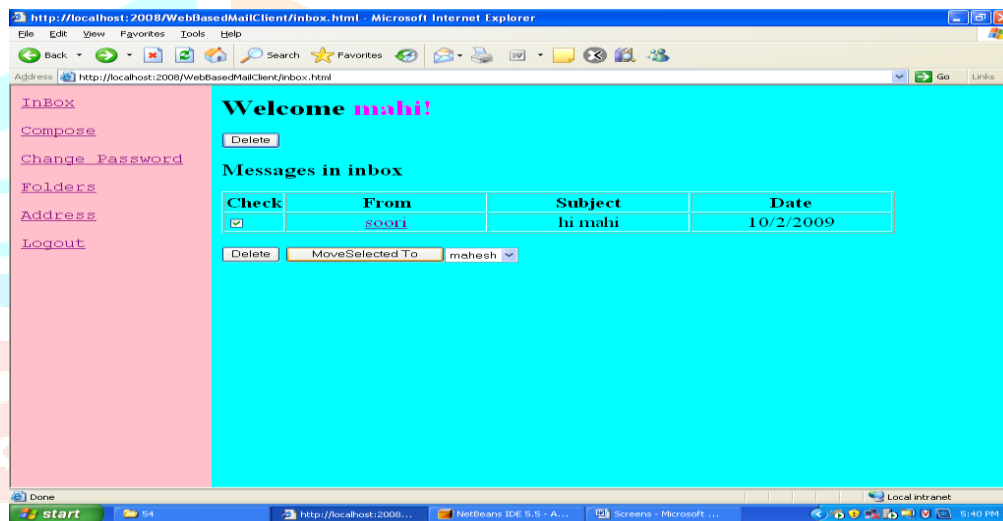 http://localhost:2008/WebBasedMailClient/inbox.html - Microsoft Internet Explorer
File Edit View Favorites Tools Help
Back Search Favorites
Address http://localhost:2008/WebBasedMailClient/inbox.html Go Links
InBox
Compose
Change Password
Folders
Address
Logout
Welcome mahi!
Delete
Messages in inbox
Check From Subject Date
soori hi mahi 10/2/2009
Delete MoveSelected To mahesh
Done Local intranet
start 54 http://localhost:2008... NetBeans IDE 5.5 - A... Screens - Microsoft ... 5:40 PM